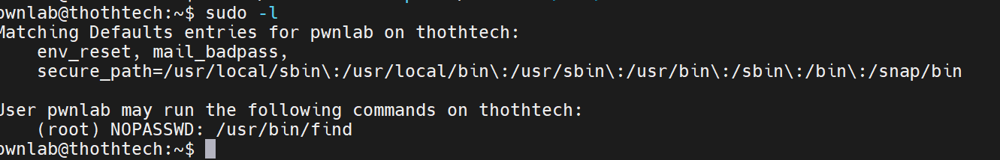 pwnlab@thothtech:~$ sudo -l
Matching Defaults entries for pwnlab on thothtech:
    env_reset, mail_badpass,
    secure_path=/usr/local/sbin\:/usr/local/bin\:/usr/sbin\:/usr/bin\:/sbin\:/bin\:/snap/bin

User pwnlab may run the following commands on thothtech:
    (root) NOPASSWD: /usr/bin/find
pwnlab@thothtech:~$